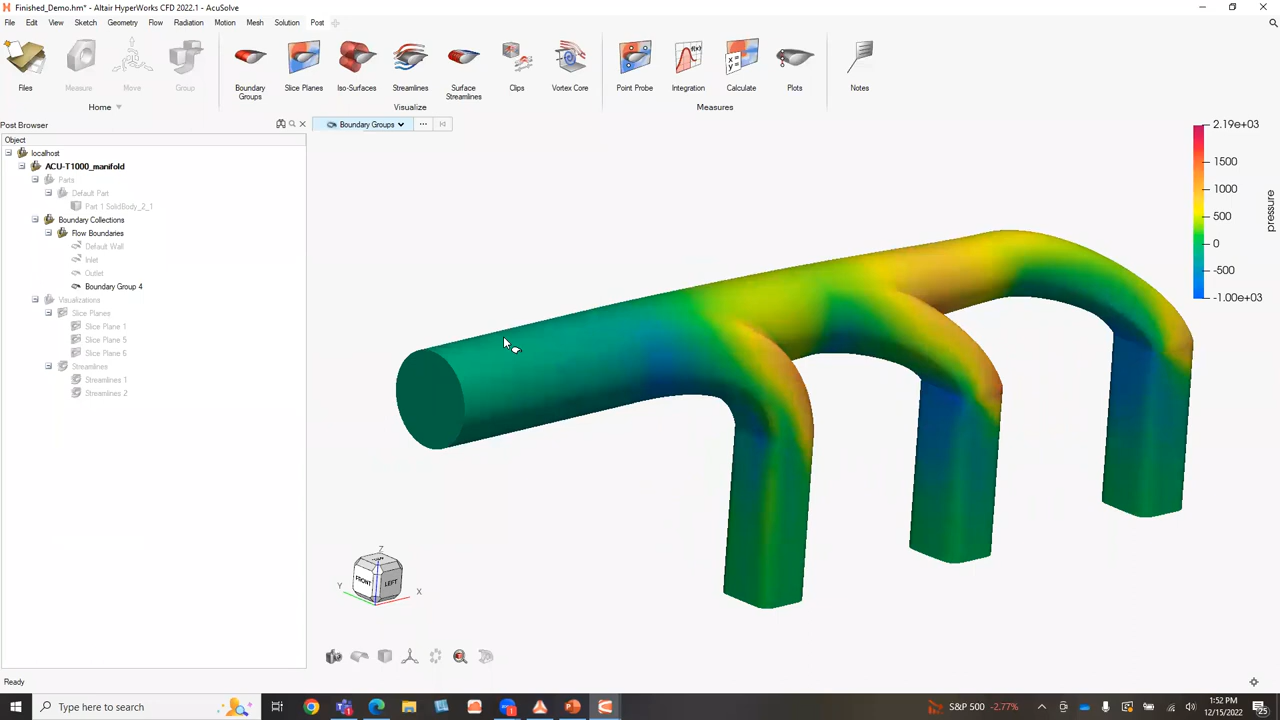 Finished_Demo.hm* - Altair HyperWorks CFD 2022.1 - AcuSolve
File Edit View Sketch Geometry Flow Radiation Motion Mesh Solution Post
Files Measure Move Group Boundary Groups Slice Planes Iso-Surfaces Streamlines Surface Streamlines Clips Vortex Core Point Probe Integration Calculate Plots Notes
Home Visualize Measures
Post Browser
Boundary Groups
Object
localhost
ACU-T1000_manifold
Parts
Default Part
Part 1 SolidBody_2_1
Boundary Collections
Flow Boundaries
Default Wall
Inlet
Outlet
Boundary Group 4
Visualizations
Slice Planes
Slice Plane 1
Slice Plane 5
Slice Plane 6
Streamlines
Streamlines 1
Streamlines 2
2.19e+03
1500
1000
500
0
-500
-1.00e+03
pressure
Z
FRONT LEFT
Y X
Ready
Type here to search
S&P 500 -2.77%
1:52 PM
12/15/2022